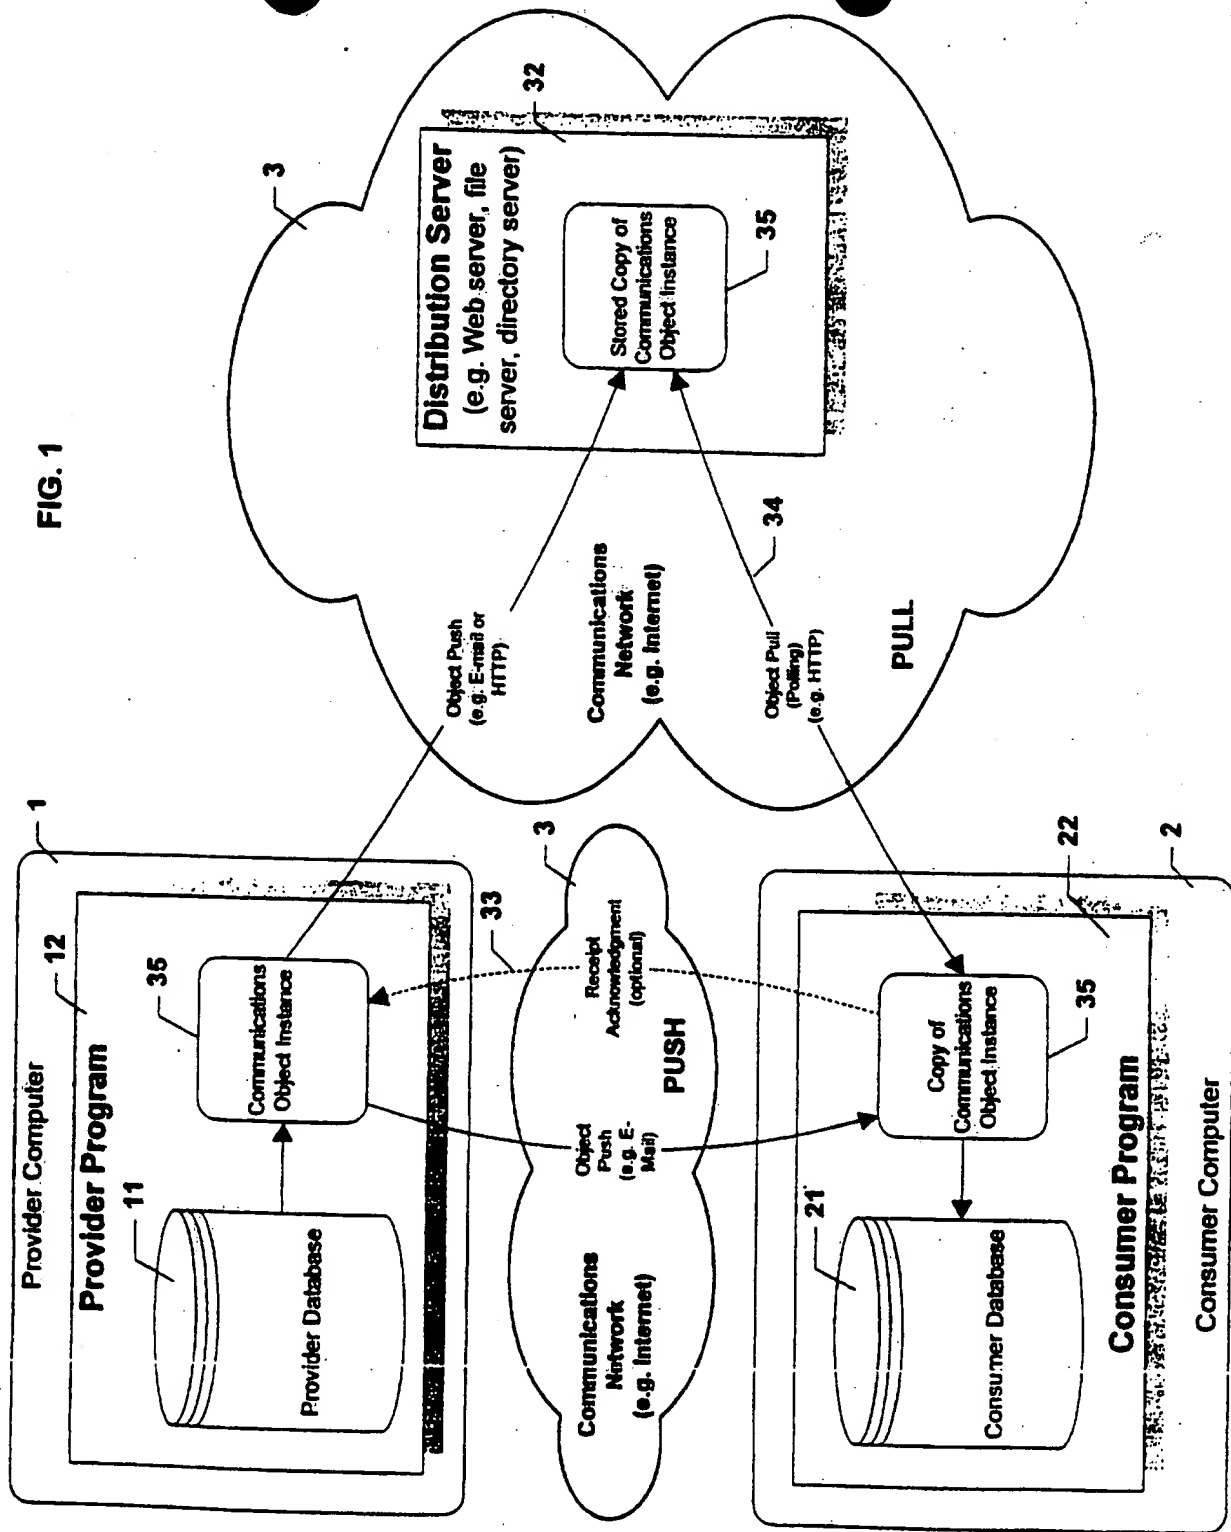 FIG. 1
Provider Computer
1
Provider Program
12
11
Provider Database
35
Communications
Object Instance
Communications
Network
(e.g. Internet)
Object
Push
(e.g. E-
Mail)
PUSH
Receipt
Acknowledgment
(optional)
33
3
21
Consumer Database
Copy of
Communications
Object Instance
35
22
Consumer Program
Consumer Computer
2
3
Object Push
(e.g. E-mail or
HTTP)
Communications
Network
(e.g. Internet)
Object Pull
(Polling)
(e.g. HTTP)
34
PULL
Distribution Server
(e.g. Web server, file
server, directory server)
32
Stored Copy of
Communications
Object Instance
35